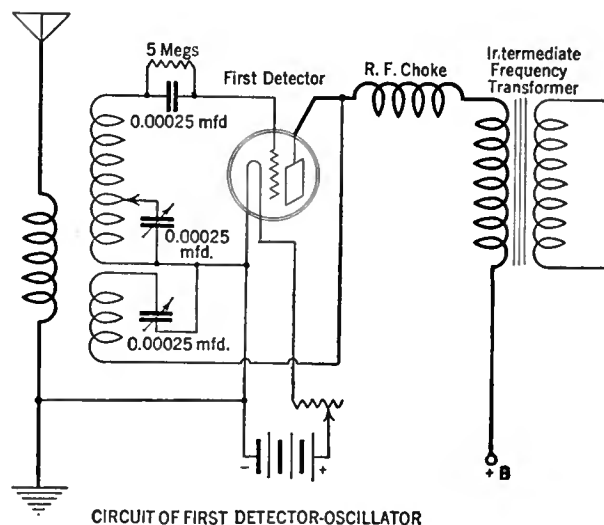 5 Megs
0.00025 mfd
First Detector
R. F. Choke
Intermediate
Frequency
Transformer
0.00025
mfd.
0.00025 mfd.
- +
+ B
CIRCUIT OF FIRST DETECTOR-OSCILLATOR